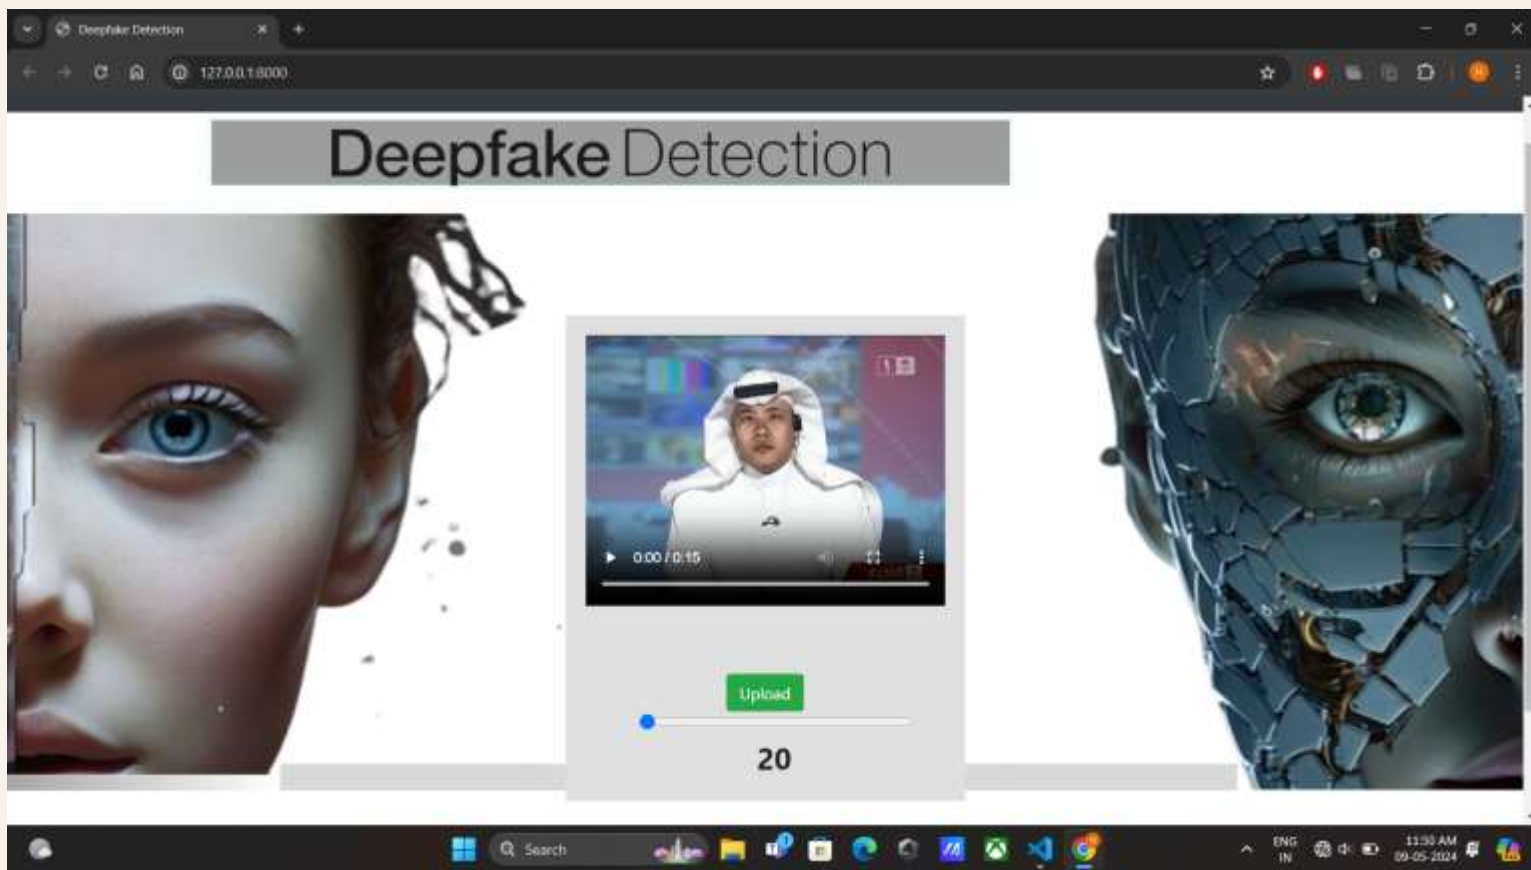 Deepfake Detection
127.0.0.1:8000
Deepfake Detection
0:00 / 0:15
Upload
20
Search
ENG
IN
11:50 AM
09-05-2024